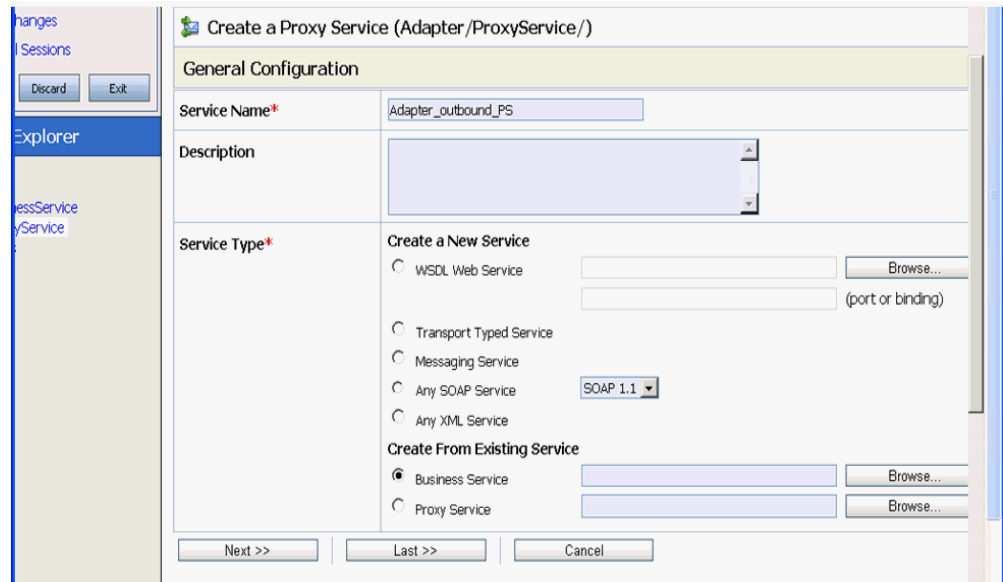 hanges
l Sessions
Discard Exit
Explorer
essService
yService
Create a Proxy Service (Adapter/ProxyService/)
General Configuration
Service Name* Adapter_outbound_PS
Description
Service Type* Create a New Service
WSDL Web Service Browse...
(port or binding)
Transport Typed Service
Messaging Service
Any SOAP Service SOAP 1.1
Any XML Service
Create From Existing Service
Business Service Browse...
Proxy Service Browse...
Next >> Last >> Cancel